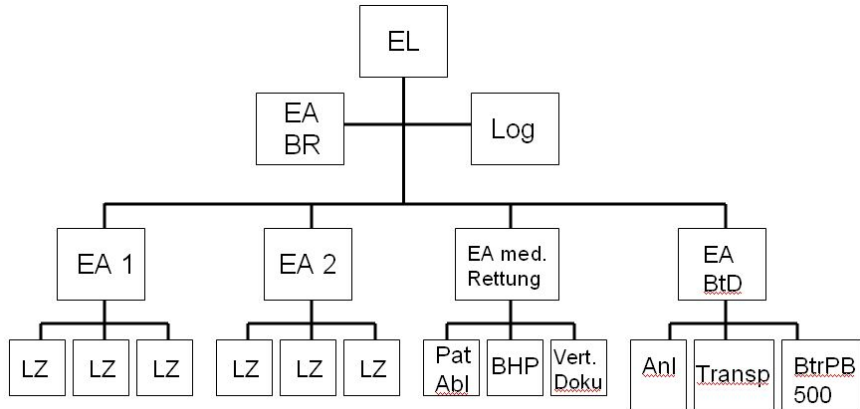 EL
EA
BR
Log
EA 1
EA 2
EA med.
Rettung
EA
BtD
LZ
LZ
LZ
LZ
LZ
LZ
Pat
Abl
BHP
Vert.
Doku
Anl
Transp
BtrPB
500